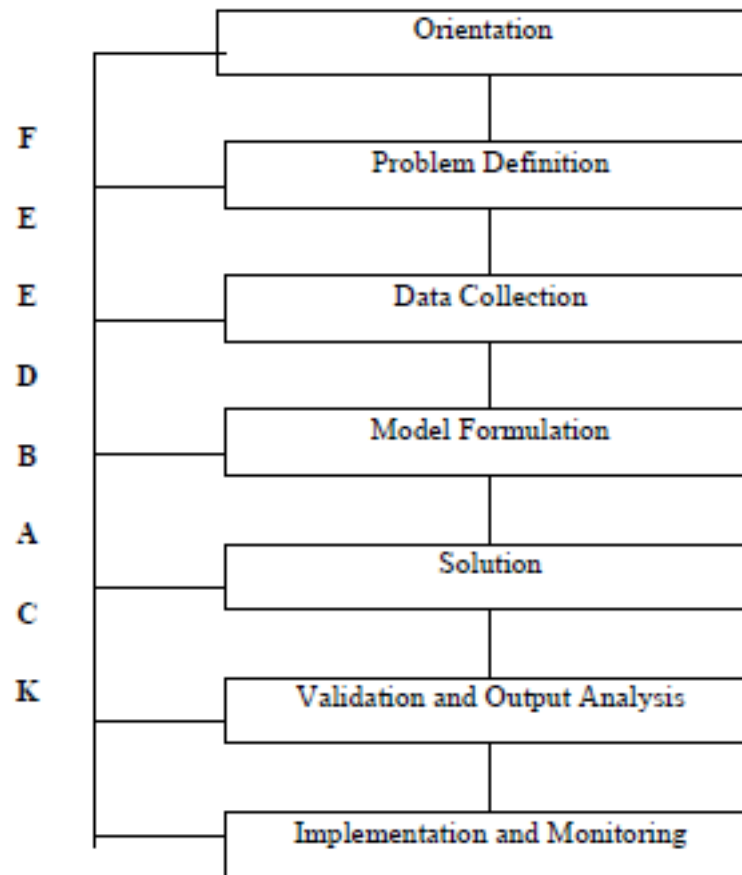 Orientation
Problem Definition
Data Collection
Model Formulation
Solution
Validation and Output Analysis
Implementation and Monitoring
F
E
E
D
B
A
C
K